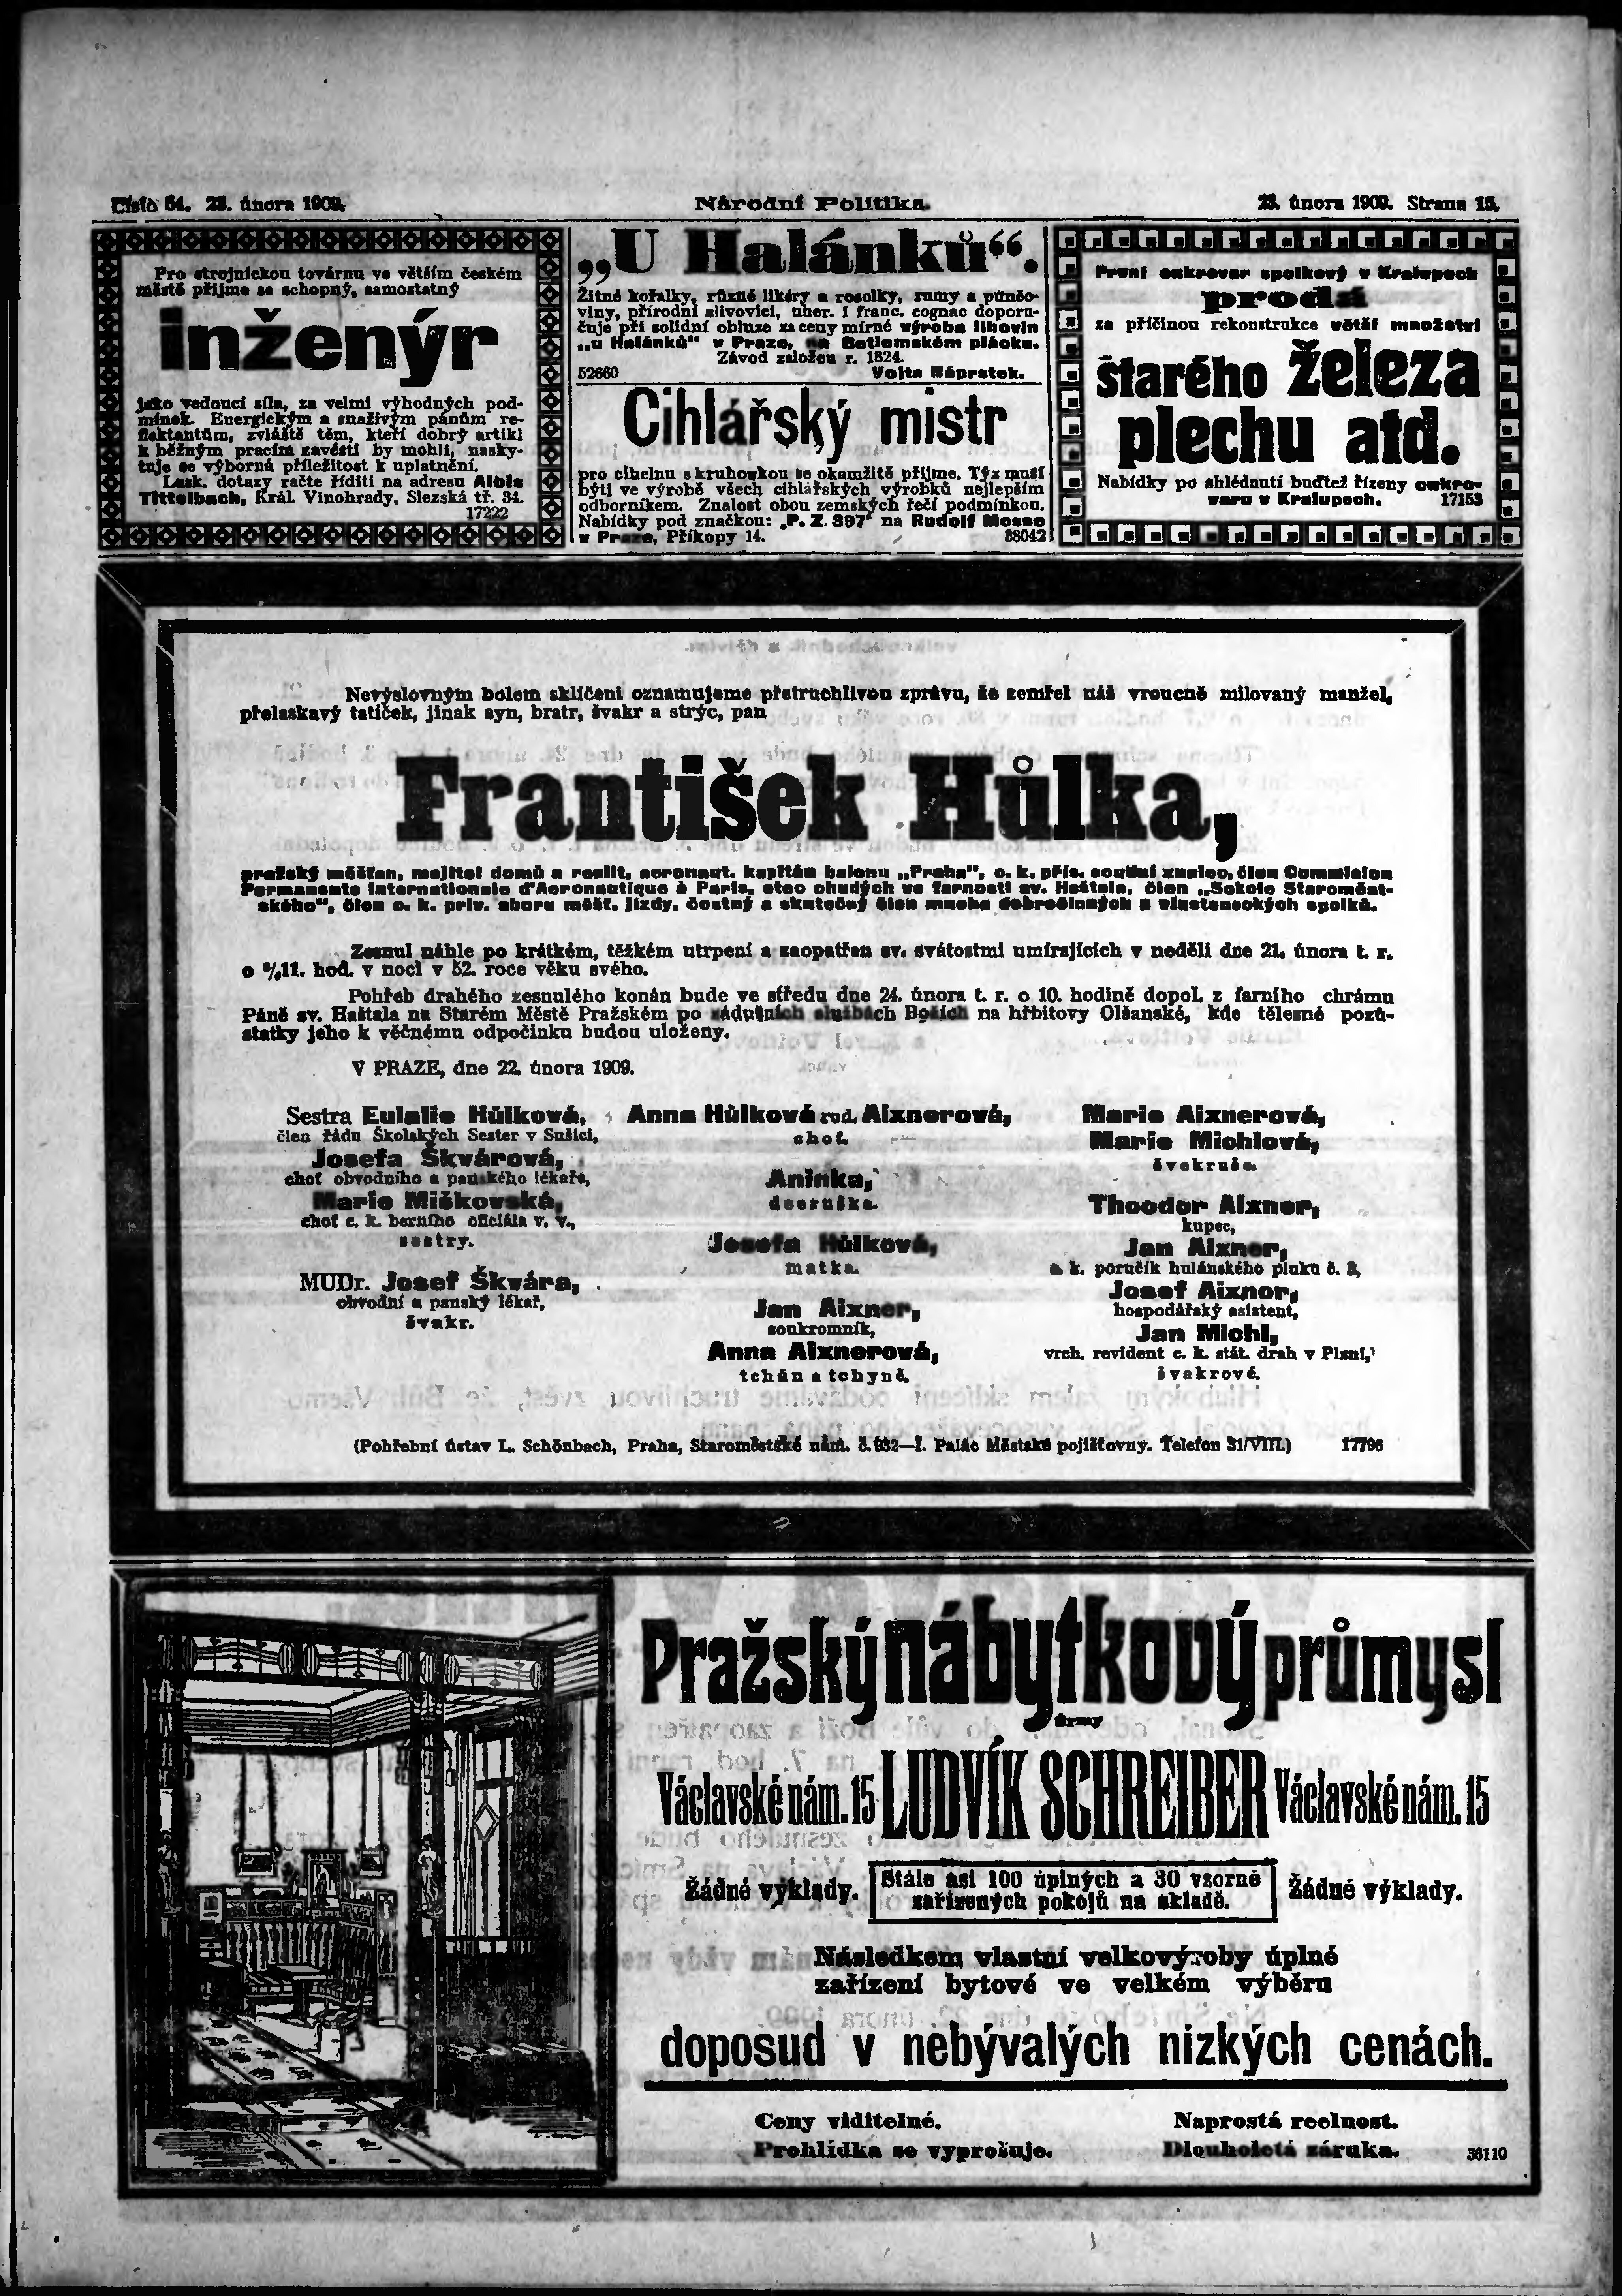 Číslo 54. 23. února 1909.
Národní Politika.
23. února 1909. Strana 15.
Pro strojnickou továrnu ve větším českém
městě přijme se schopný, samostatný
inženýr
jako vedoucí síla, za velmi výhodných pod-
mínek. Energickým a snaživým pánům re-
flektantům, zvláště těm, kteří dobrý artikl
k běžným pracím zavésti by mohli, nasky-
tuje se výborná příležitost k uplatnění.
Lask. dotazy račte říditi na adresu Alois
Tittelbach, Král. Vinohrady, Slezská tř. 34.
17222
„U Halánků“.
Žitné kořalky, různé likéry a rosolky, rumy a punčo-
viny, přírodní slivovici, uher. i franc. cognac doporu-
čuje při solidní obluze za ceny mírné výroba lihovin
„u Halánků“ v Praze, na Betlemském plácku.
Závod založen r. 1824.
52660 Vojta Náprstek.
Cihlářský mistr
pro cihelnu s kruhovkou se okamžitě přijme. Týž musí
býti ve výrobě všech cihlářských výrobků nejlepším
odborníkem. Znalost obou zemských řečí podmínkou.
Nabídky pod značkou: „P. Z. 397“ na Rudolf Mosse
v Praze, Příkopy 14. 38042
První cukrovar spolkový v Kralupech
prodá
za příčinou rekonstrukce větší množství
starého železa
plechu atd.
Nabídky po shlédnutí buďtež řízeny cukro-
varu v Kralupech. 17153
Nevýslovným bolem sklíčeni oznamujeme přetruchlivou zprávu, že zemřel náš vroucně milovaný manžel,
přelaskavý tatíček, jinak syn, bratr, švakr a strýc, pan
František Hůlka,
pražský měšťan, majitel domů a realit, aeronaut. kapitán balonu „Praha“, c. k. přís. soudní znalec, člen Commision
Permanente Internationale d'Aeronautique à Paris, otec chudých ve farnosti sv. Haštala, člen „Sokola Staroměst-
ského“, člen c. k. priv. sboru měšť. jízdy, čestný a skutečný člen mnoha dobročinných a vlasteneckých spolků.
Zesnul náhle po krátkém, těžkém utrpení a zaopatřen sv. svátostmi umírajících v neděli dne 21. února t. r.
o ¾11. hod. v noci v 52. roce věku svého.
Pohřeb drahého zesnulého konán bude ve středu dne 24. února t. r. o 10. hodině dopol. z farního chrámu
Páně sv. Haštala na Starém Městě Pražském po zádušních službách Božích na hřbitovy Olšanské, kde tělesné pozů-
statky jeho k věčnému odpočinku budou uloženy.
V PRAZE, dne 22. února 1909.
Sestra Eulalie Hůlková,
člen řádu Školských Sester v Sušici,
Josefa Škvárová,
choť obvodního a panského lékaře,
Marie Miškovská,
choť c. k. berního oficiála v. v.,
sestry.
MUDr. Josef Škvára,
obvodní a panský lékař,
švakr.
Anna Hůlková rod. Aixnerová,
choť.
Aninka,
dceruška.
Josefa Hůlková,
matka.
Jan Aixner,
soukromník,
Anna Aixnerová,
tchán a tchyně.
Marie Aixnerová,
Marie Michlová,
švakruše.
Theodor Aixner,
kupec,
Jan Aixner,
c. k. poručík hulánského pluku č. 2,
Josef Aixner,
hospodářský asistent,
Jan Michl,
vrch. revident c. k. stát. drah v Plzni,
švakrové.
(Pohřební ústav L. Schönbach, Praha, Staroměstské nám. č. 932—I. Palác Městské pojišťovny. Telefon 31/VIII.) 17796
Pražský nábytkový průmysl
firmy
Václavské nám. 15 LUDVÍK SCHREIBER Václavské nám. 15
Žádné výklady.
Stále asi 100 úplných a 30 vzorně
zařízených pokojů na skladě.
Žádné výklady.
Následkem vlastní velkovýroby úplné
zařízení bytové ve velkém výběru
doposud v nebývalých nízkých cenách.
Ceny viditelné. Naprostá reelnost.
Prohlídka se vyprošuje. Dlouholetá záruka. 36110